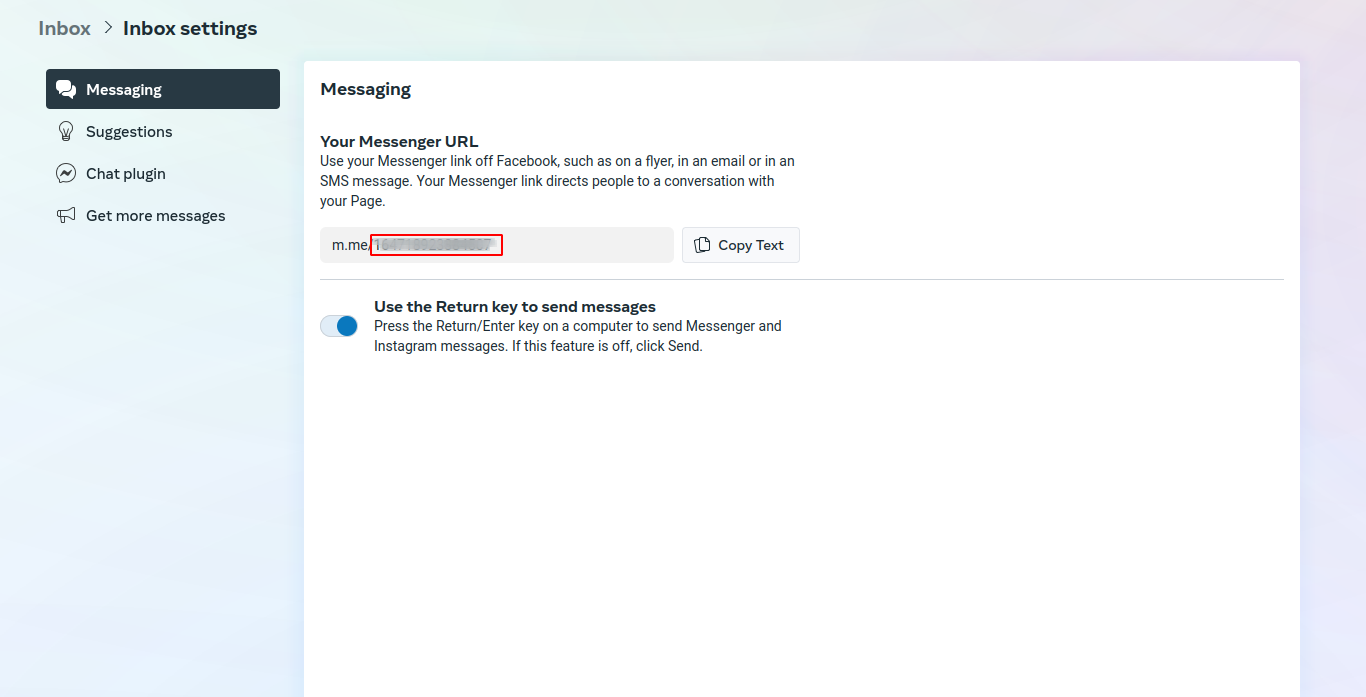 Inbox > Inbox settings
Messaging
Suggestions
Chat plugin
Get more messages
Messaging
Your Messenger URL
Use your Messenger link off Facebook, such as on a flyer, in an email or in an
SMS message. Your Messenger link directs people to a conversation with
your Page.
m.me/
Copy Text
Use the Return key to send messages
Press the Return/Enter key on a computer to send Messenger and
Instagram messages. If this feature is off, click Send.